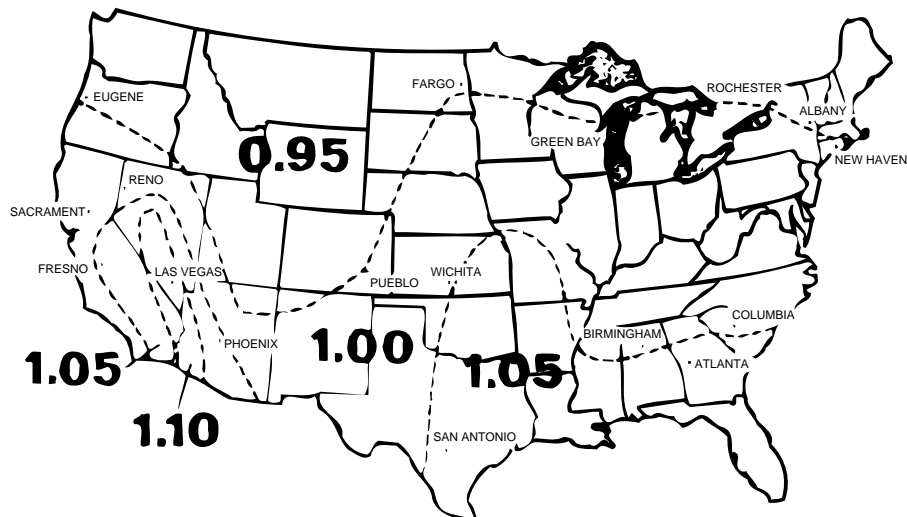 ROCHESTER
FARGO
EUGENE
ALBANY
GREEN BAY
0.95
NEW HAVEN
RENO
SACRAMENT
FRESNO
LAS VEGAS
WICHITA
PUEBLO
COLUMBIA
BIRMINGHAM
PHOENIX
1.00
ATLANTA
1.05
1.05
1.10
SAN ANTONIO